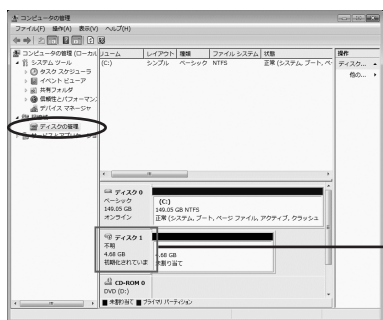 コンピュータの管理
ファイル(F) 操作(A) 表示(V) ヘルプ(H)
コンピュータの管理 (ローカル
システム ツール
タスク スケジューラ
イベント ビューア
共有フォルダ
信頼性とパフォーマン
デバイス マネージャ
ディスクの管理
サービスとアプリケーショ
リューム レイアウト 種類 ファイル システム 状態
(C:) シンプル ベーシック NTFS 正常 (システム, ブート, ペ
操作
ディスク...
他の...
ディスク 0
ベーシック
149.05 GB
オンライン
(C:)
149.05 GB NTFS
正常 (システム, ブート, ページ ファイル, アクティブ, クラッシュ
ディスク 1
不明
4.68 GB
初期化されていま
4.68 GB
未割り当て
CD-ROM 0
DVD (D:)
未割り当て プライマリ パーティション